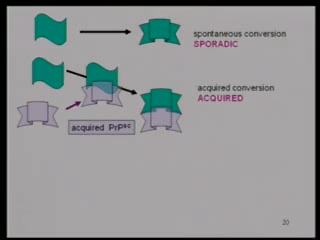 spontaneous conversion
SPORADIC
acquired conversion
ACQUIRED
acquired PrPsc
20